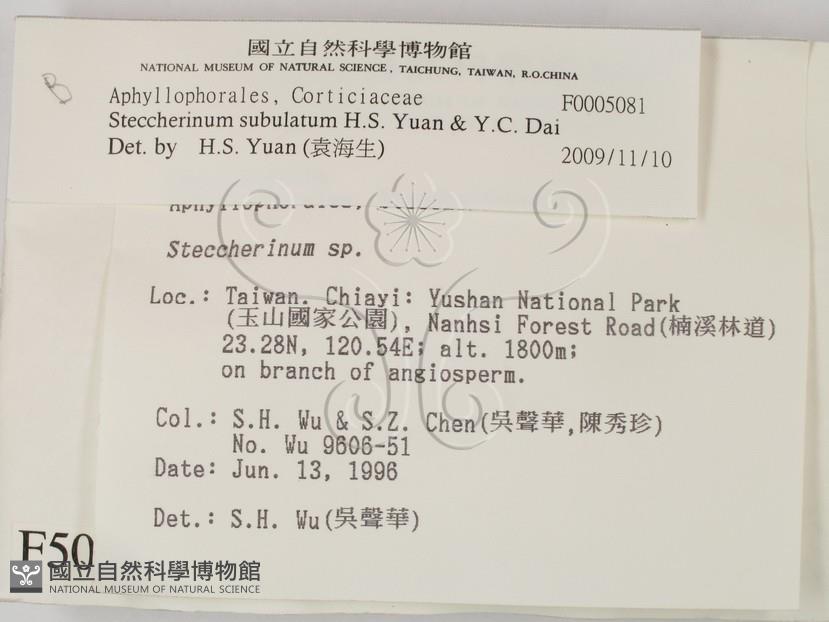 國立自然科學博物館
NATIONAL MUSEUM OF NATURAL SCIENCE, TAICHUNG, TAIWAN, R.O.CHINA
Aphyllophorales, Corticiaceae F0005081
Steccherinum subulatum H.S. Yuan & Y.C. Dai
Det. by H.S. Yuan (袁海生) 2009/11/10
Steccherinum sp.
Loc.: Taiwan. Chiayi: Yushan National Park
(玉山國家公園), Nanhsi Forest Road(楠溪林道)
23.28N, 120.54E; alt. 1800m;
on branch of angiosperm.
Col.: S.H. Wu & S.Z. Chen(吳聲華,陳秀珍)
No. Wu 9606-51
Date: Jun. 13, 1996
Det.: S.H. Wu(吳聲華)
F50
國立自然科學博物館
NATIONAL MUSEUM OF NATURAL SCIENCE